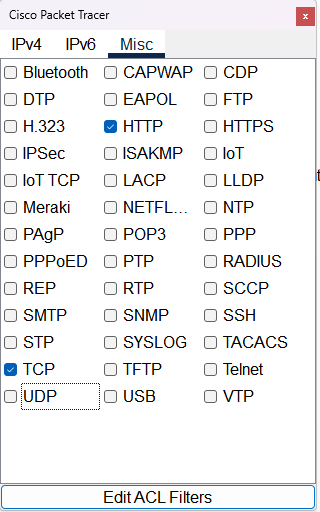 Cisco Packet Tracer
x
IPv4 IPv6 Misc
Bluetooth CAPWAP CDP
DTP EAPOL FTP
H.323 HTTP HTTPS
IPSec ISAKMP IoT
IoT TCP LACP LLDP
Meraki NETFL... NTP
PAgP POP3 PPP
PPPoED PTP RADIUS
REP RTP SCCP
SMTP SNMP SSH
STP SYSLOG TACACS
TCP TFTP Telnet
UDP USB VTP
Edit ACL Filters